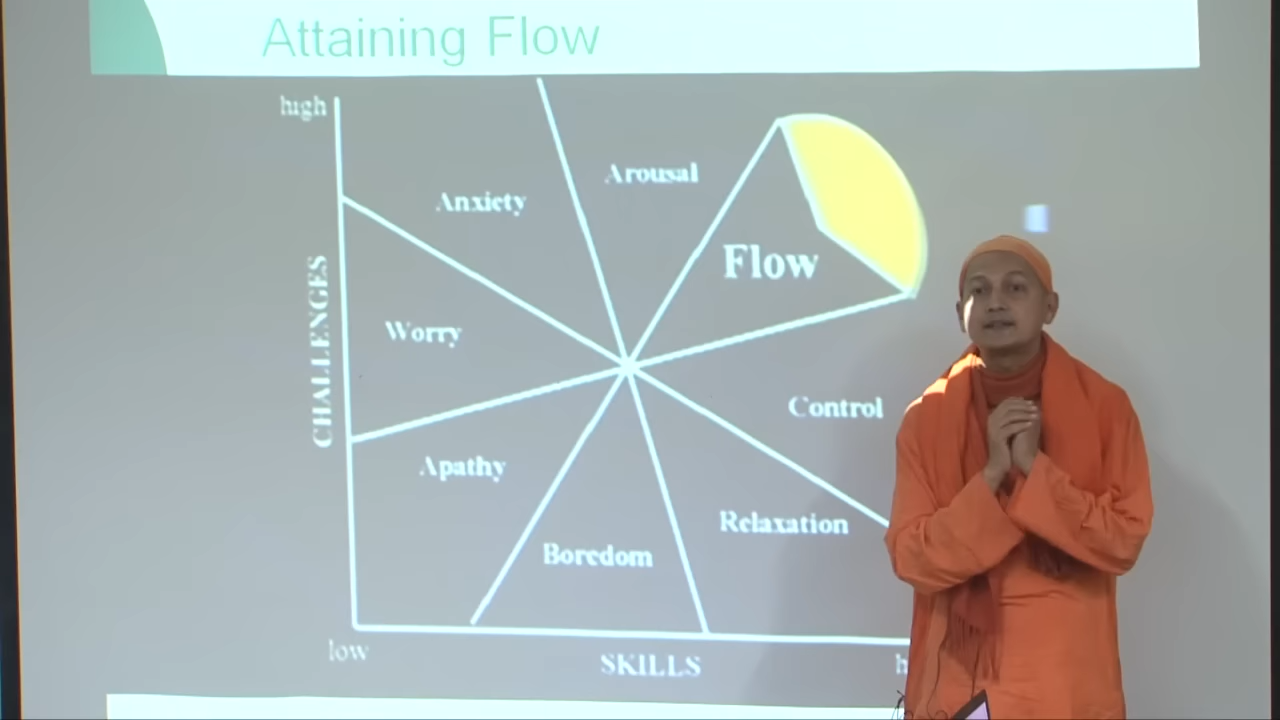 Attaining Flow
high
Arousal
Anxiety
Flow
CHALLENGES
Worry
Control
Apathy
Relaxation
Boredom
low
SKILLS
h